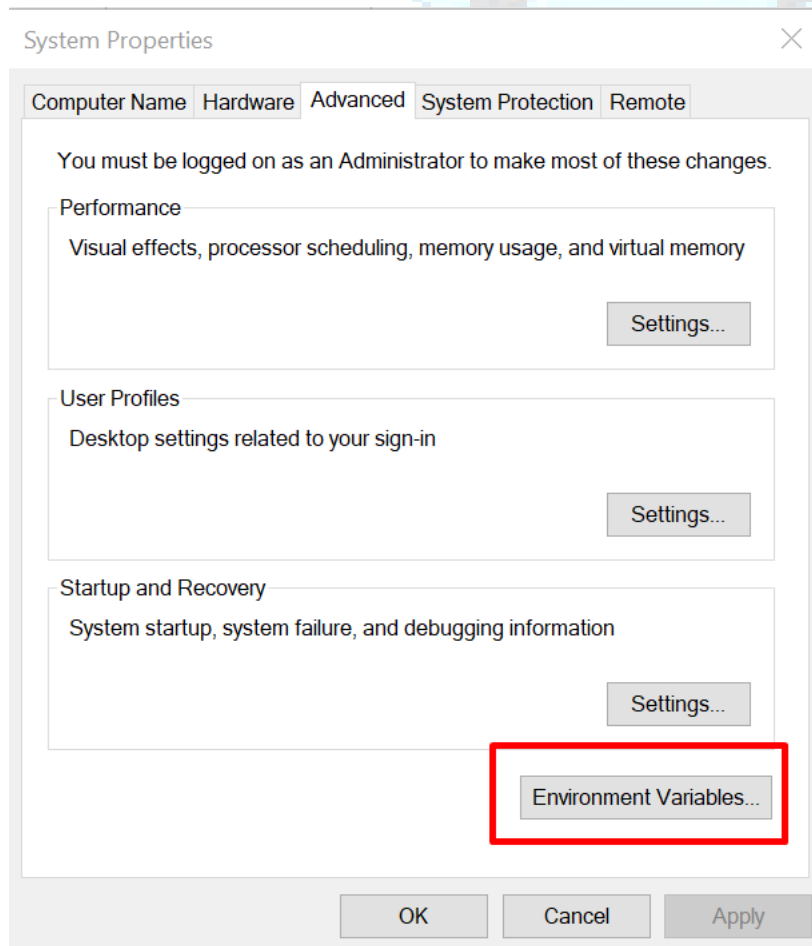 System Properties
Computer Name Hardware Advanced System Protection Remote
You must be logged on as an Administrator to make most of these changes.
Performance
Visual effects, processor scheduling, memory usage, and virtual memory
Settings...
User Profiles
Desktop settings related to your sign-in
Settings...
Startup and Recovery
System startup, system failure, and debugging information
Settings...
Environment Variables...
OK Cancel Apply